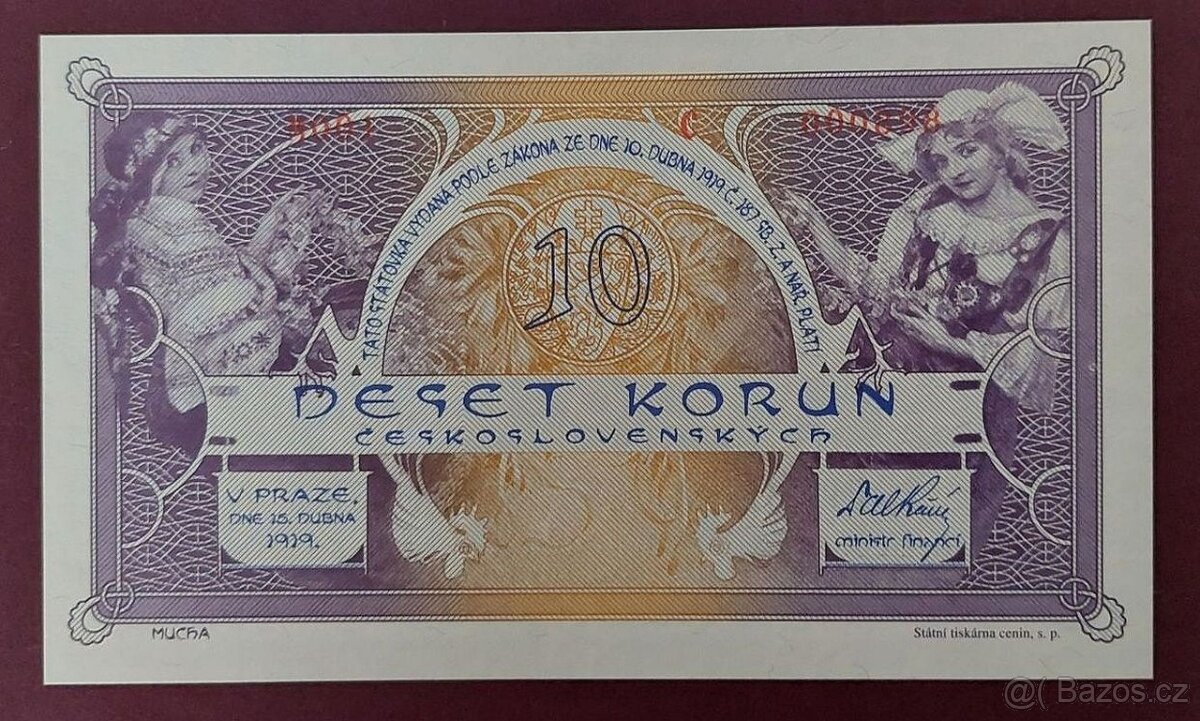 C
TATO STÁTOVKA VYDANÁ PODLE ZÁKONA ZE DNE 10. DUBNA 1919 Č. 187 SB. Z. A NAŘ. PLATÍ
10
DESET KORUN
ČESKOSLOVENSKÝCH
V PRAZE,
DNE 15. DUBNA
1919.
ministr financí
MUCHA
Státní tiskárna cenin, s. p.
@( Bazos.cz